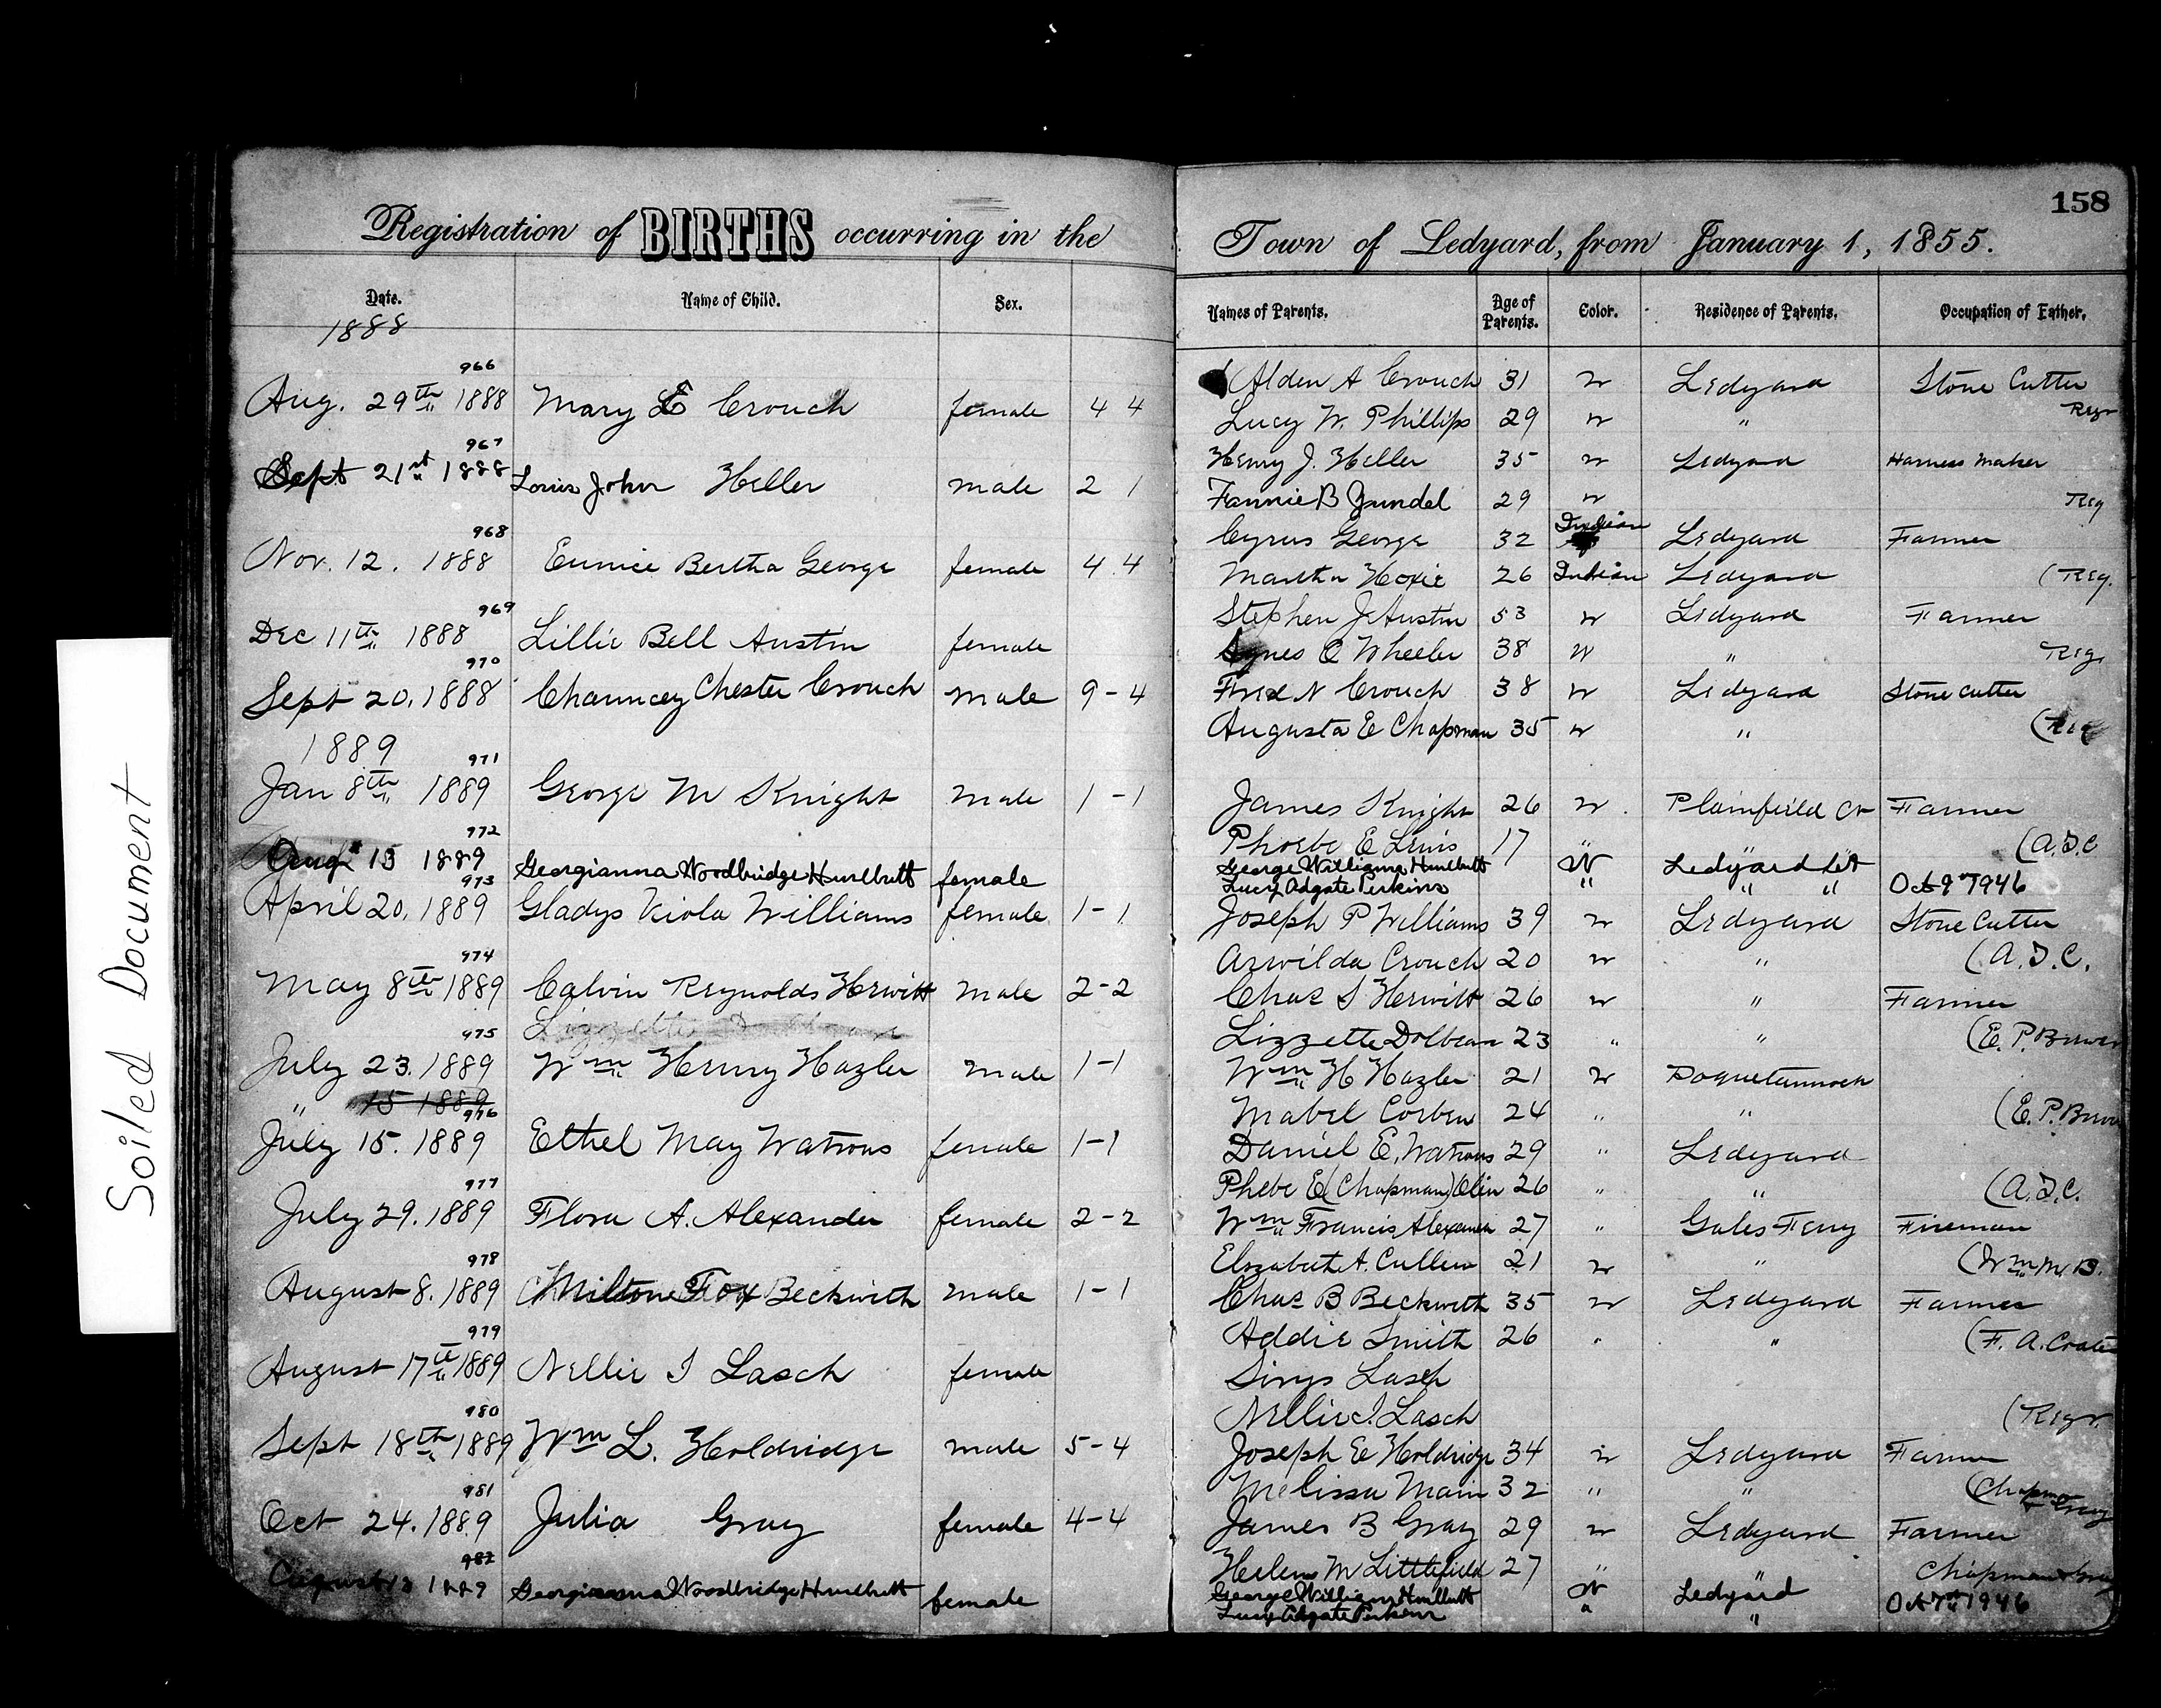 158
Registration of BIRTHS occurring in the Town of Ledyard, from January 1, 1855.
Date. Name of Child. Sex. Names of Parents. Age of Parents. Color. Residence of Parents. Occupation of Father.
1888
966
Aug. 29th 1888 Mary E Crouch female 4 4 Alden A Crouch 31 w Ledyard Stone Cutter
Lucy W. Phillips 29 w " Regr
967
Sept 21st 1888 Louis John Heller male 2 1 Henry J. Heller 35 w Ledyard Harness Maker
Fannie B Zundel 29 w Reg
968
Nov. 12. 1888 Eunice Bertha George female 4.4 Cyrus George 32 Indian Ledyard Farmer
Martha Hoxie 26 Indian Ledyard (Reg.
969
Dec 11th 1888 Lillie Bell Austin female Stephen J Austin 53 w Ledyard Farmer
Agnes O Wheeler 38 w " Reg.
970
Sept 20, 1888 Chauncey Chester Crouch male 9-4 Fred N Crouch 38 w Ledyard Stone Cutter
Augusta E Chapman 35 w " (Reg
1889
971
Jan 8th 1889 George M Knight male 1-1 James Knight 26 w. Plainfield Ct Farmer
Phoebe E Lewis 17 " " (A.D.C
972
Aug. 13 1889 Georgianna Woodbridge Hurlbutt female George William Hurlbutt W Ledyard Ct
Lucy Adgate Perkins " " " Oct 9th 1946
973
April 20, 1889 Gladys Viola Williams female 1-1 Joseph P Williams 39 w Ledyard Stone Cutter
Arvilda Crouch 20 w " (A.D.C.
974
May 8th 1889 Calvin Reynolds Hewitt male 2-2 Chas S Hewitt 26 w " Farmer
Lizzette
Lizzette Dolbeare 23 " " (E.P. Brewer
975
July 23. 1889 Wm Henry Hazler male 1-1 Wm H Hazler 21 w Poquetannock
" 15 1889 Mabel Corben 24 " " (E.P. Brew
976
July 15. 1889 Ethel May Watrous female 1-1 Daniel E. Watrous 29 " Ledyard
Phebe E (Chapman) Olin 26 " " (A.D.C.
977
July 29. 1889 Flora A. Alexander female 2-2 Wm Francis Alexander 27 " Gales Ferry Fireman
Elizabeth A. Cullen 21 w " (Wm M. B.
978
August 8. 1889 Milton Fox Beckwith male 1-1 Chas B Beckwith 35 w Ledyard Farmer
Addie Smith 26 " " (F. A. Coates
979
August 17th 1889 Nellie I Lasch female Lasch
Nellie I. Lasch (Regr.
980
Sept 18th 1889 Wm L. Holdridge male 5-4 Joseph E Holdridge 34 w Ledyard Farmer
Melissa Main 32 " " (Chapman & Gray
981
Oct 24. 1889 Julia Gray female 4-4 James B Gray 29 w Ledyard Farmer
Helen M Littlefield 27 " " Chapman & Gray
982
August 13 1889 Georgianna Woodbridge Hurlbutt female George William Hurlbutt W Ledyard
Lucy Adgate Perkins " " Oct 7th 1946
Soiled Document